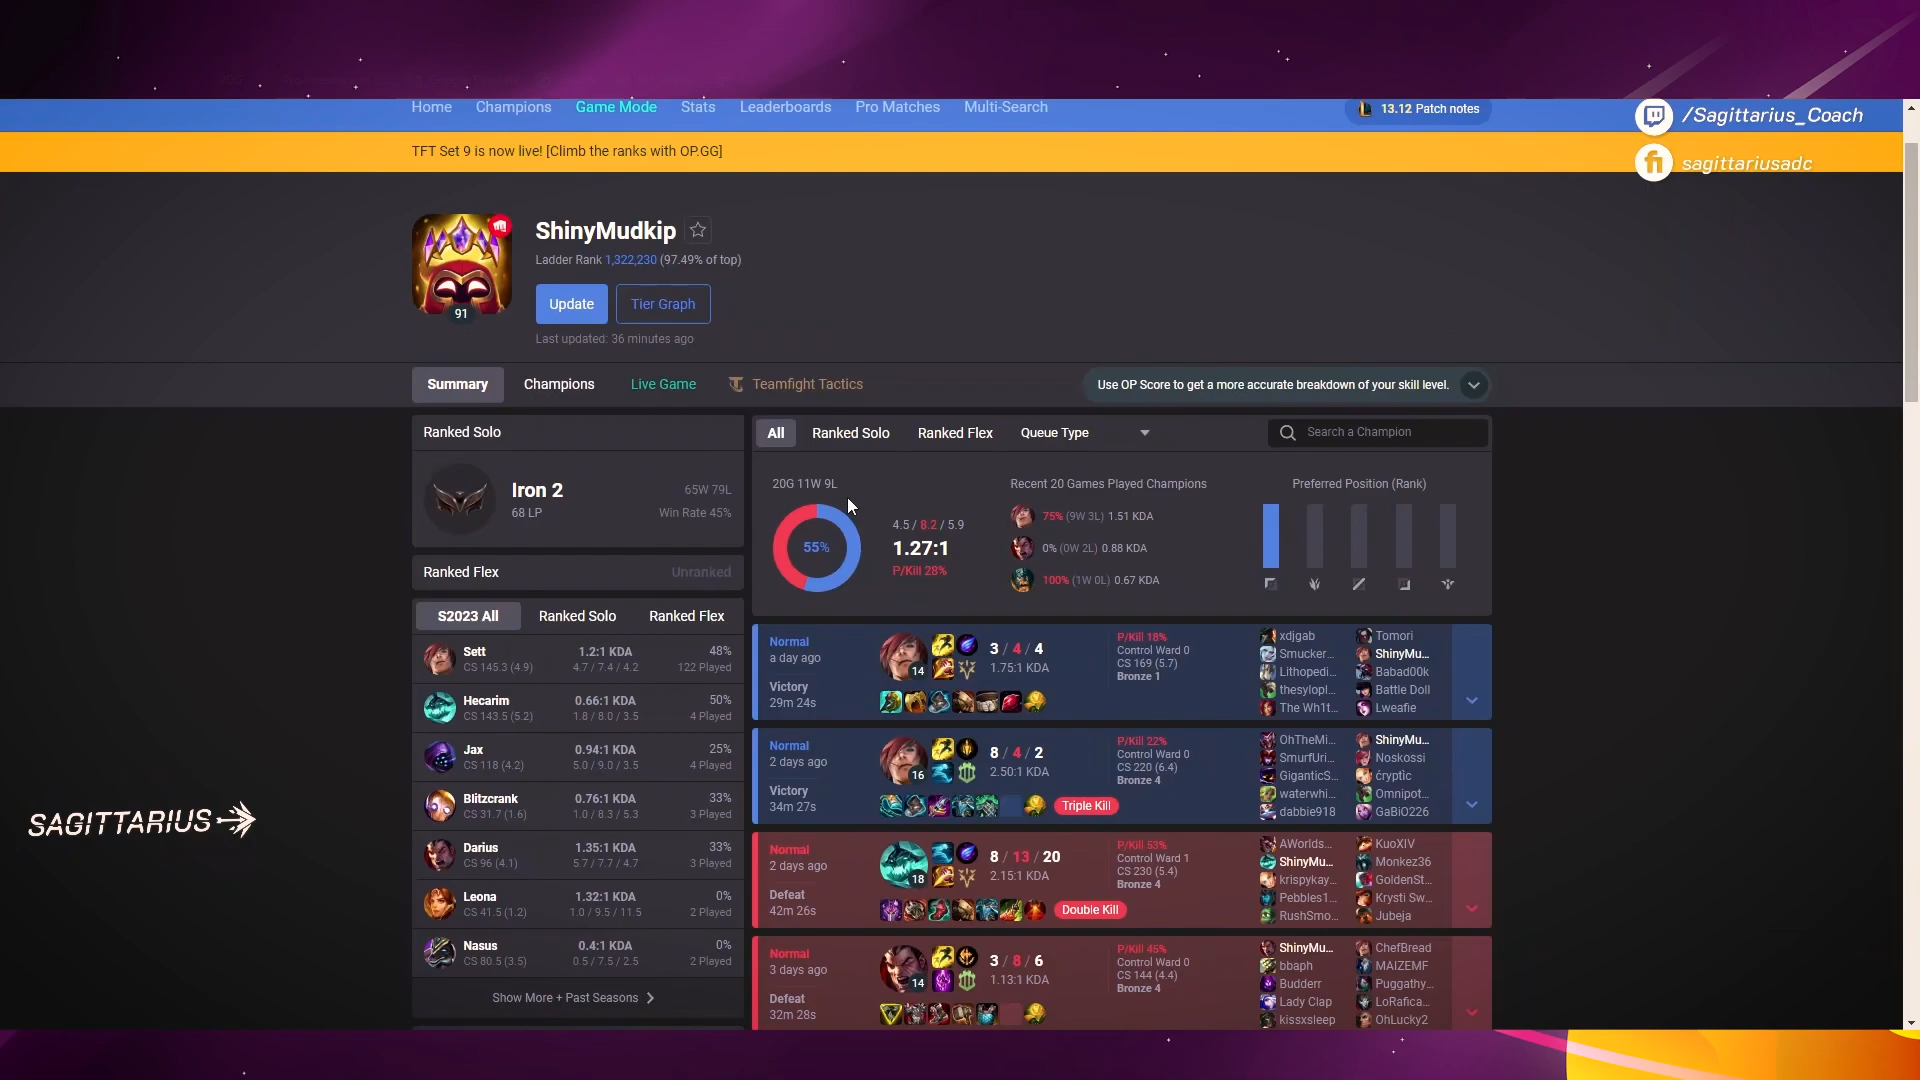 Home Champions Game Mode Stats Leaderboards Pro Matches Multi-Search 13.12 Patch notes
/Sagittarius_Coach
TFT Set 9 is now live! [Climb the ranks with OP.GG]
sagittariusadc
ShinyMudkip
Ladder Rank 1,322,230 (97.49% of top)
91
Update Tier Graph
Last updated: 36 minutes ago
Summary Champions Live Game Teamfight Tactics Use OP Score to get a more accurate breakdown of your skill level.
Ranked Solo
Iron 2 65W 79L
68 LP Win Rate 45%
Ranked Flex Unranked
S2023 All Ranked Solo Ranked Flex
Sett 1.2:1 KDA 48%
CS 145.3 (4.9) 4.7 / 7.4 / 4.2 122 Played
Hecarim 0.66:1 KDA 50%
CS 143.5 (5.2) 1.8 / 8.0 / 3.5 4 Played
Jax 0.94:1 KDA 25%
CS 118 (4.2) 5.0 / 9.0 / 3.5 4 Played
Blitzcrank 0.76:1 KDA 33%
CS 31.7 (1.6) 1.0 / 8.3 / 5.3 3 Played
Darius 1.35:1 KDA 33%
CS 96 (4.1) 5.7 / 7.7 / 4.7 3 Played
Leona 1.32:1 KDA 0%
CS 41.5 (1.2) 1.0 / 9.5 / 11.5 2 Played
Nasus 0.4:1 KDA 0%
CS 80.5 (3.5) 0.5 / 7.5 / 2.5 2 Played
Show More + Past Seasons
All Ranked Solo Ranked Flex Queue Type Search a Champion
20G 11W 9L Recent 20 Games Played Champions Preferred Position (Rank)
55%
4.5 / 8.2 / 5.9
1.27:1
P/Kill 28%
75% (9W 3L) 1.51 KDA
0% (0W 2L) 0.88 KDA
100% (1W 0L) 0.67 KDA
Normal
a day ago
Victory
29m 24s
14
3 / 4 / 4
1.75:1 KDA
P/Kill 18%
Control Ward 0
CS 169 (5.7)
Bronze 1
xdjgab Tomori
Smucker... ShinyMu...
Lithopedi... Babad00k
thesylopl... Battle Doll
The Wh1t... Lweafie
Normal
2 days ago
Victory
34m 27s
16
8 / 4 / 2
2.50:1 KDA
Triple Kill
P/Kill 22%
Control Ward 0
CS 220 (6.4)
Bronze 4
OhTheMi... ShinyMu...
SmurfUri... Noskossi
GiganticS... ćryptic
waterwhi... Omnipot...
dabbie918 GaBiO226
Normal
2 days ago
Defeat
42m 26s
18
8 / 13 / 20
2.15:1 KDA
Double Kill
P/Kill 53%
Control Ward 1
CS 230 (5.4)
Bronze 4
AWorlds... KuoXIV
ShinyMu... Monkez36
krispykay... GoldenSt...
Pebbles1... Krysti Sw...
RushSmo... Jubeja
Normal
3 days ago
Defeat
32m 28s
14
3 / 8 / 6
1.13:1 KDA
P/Kill 45%
Control Ward 0
CS 144 (4.4)
Bronze 4
ShinyMu... ChefBread
bbaph MAIZEMF
Budderr Puggathy...
Lady Clap LoRafica...
kissxsleep OhLucky2
SAGITTARIUS